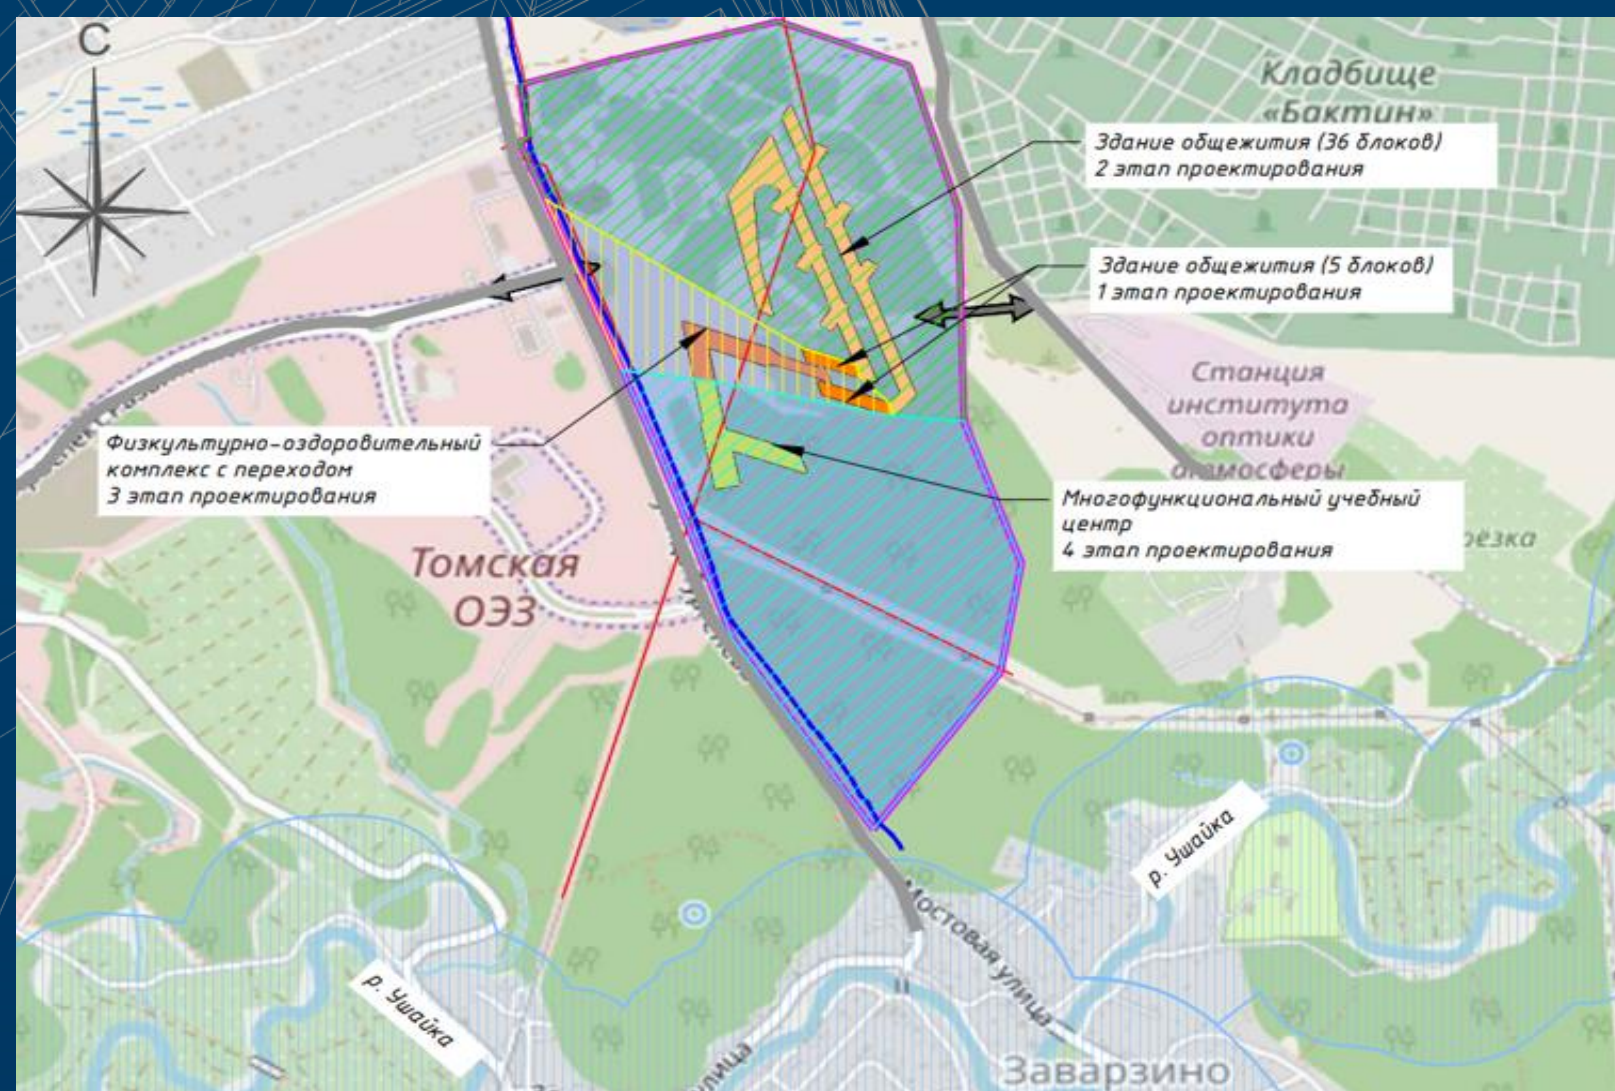 С
Кладбище
«Бактин»
Здание общежития (36 блоков)
2 этап проектирования
Здание общежития (5 блоков)
1 этап проектирования
Станция
института
оптики
атмосферы
Физкультурно-оздоровительный
комплекс с переходом
3 этап проектирования
Многофункциональный учебный
центр
4 этап проектирования
Томская
ОЭЗ
р. Ушайка
Мостовая улица
р. Ушайка
улица
Заварзино